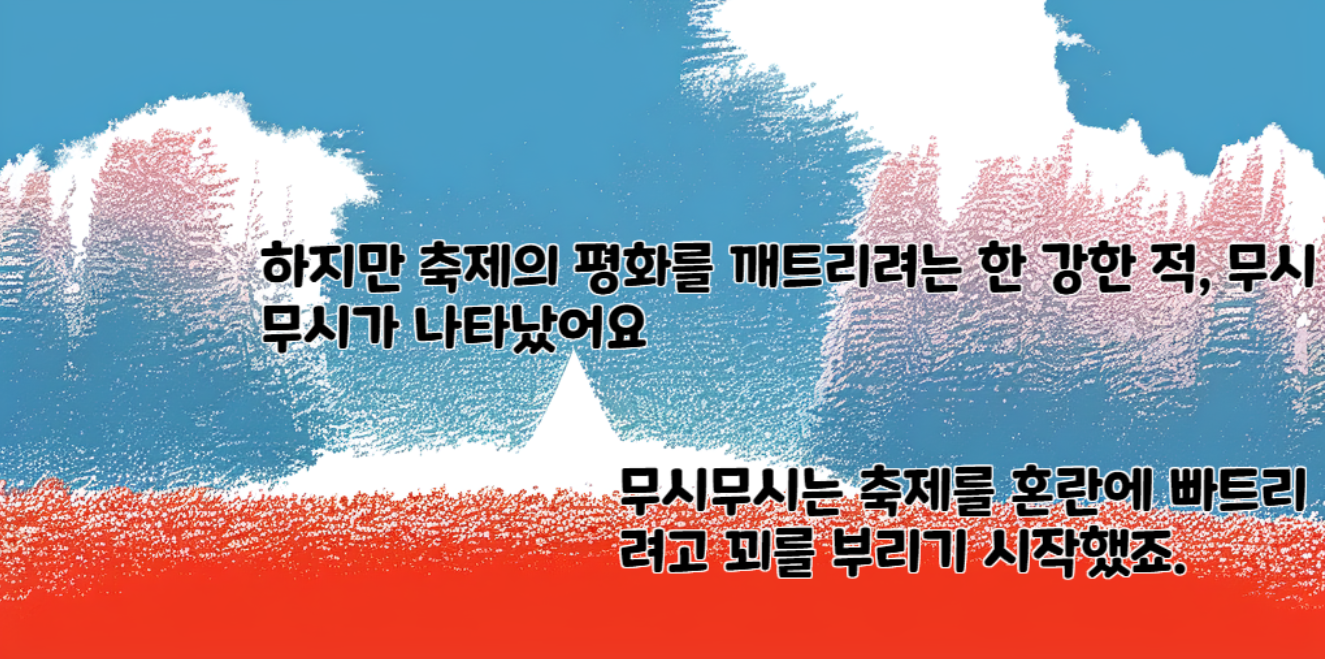 하지만 축제의 평화를 깨트리려는 한 강한 적, 무시
무시가 나타났어요
무시무시는 축제를 혼란에 빠트리
려고 꾀를 부리기 시작했죠.